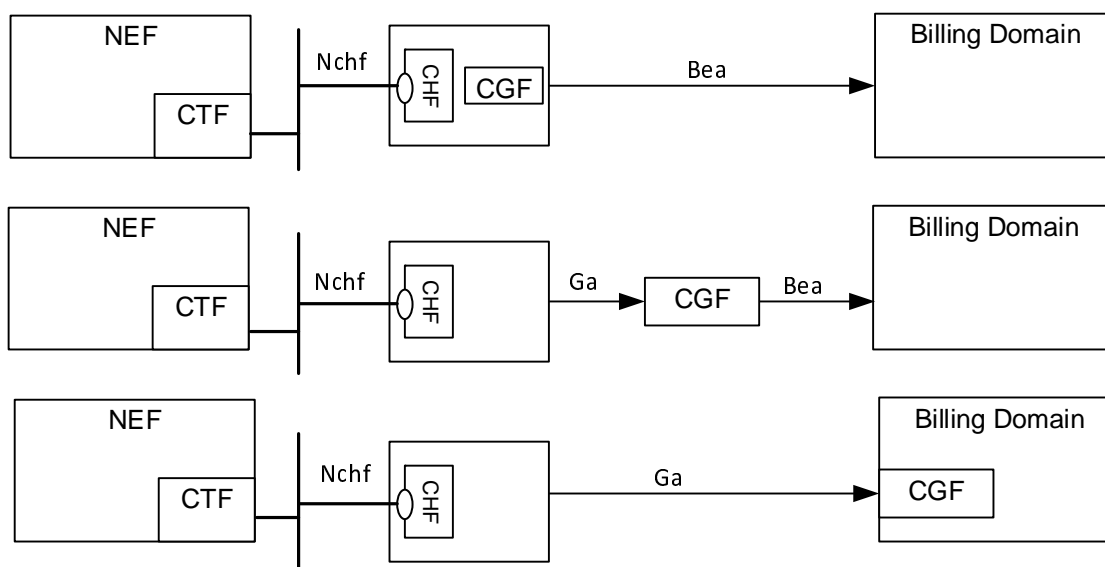 NEF
CTF
Nchf
CHF
CGF
Bea
Billing Domain
NEF
CTF
Nchf
CHF
Ga
CGF
Bea
Billing Domain
NEF
CTF
Nchf
CHF
Ga
Billing Domain
CGF